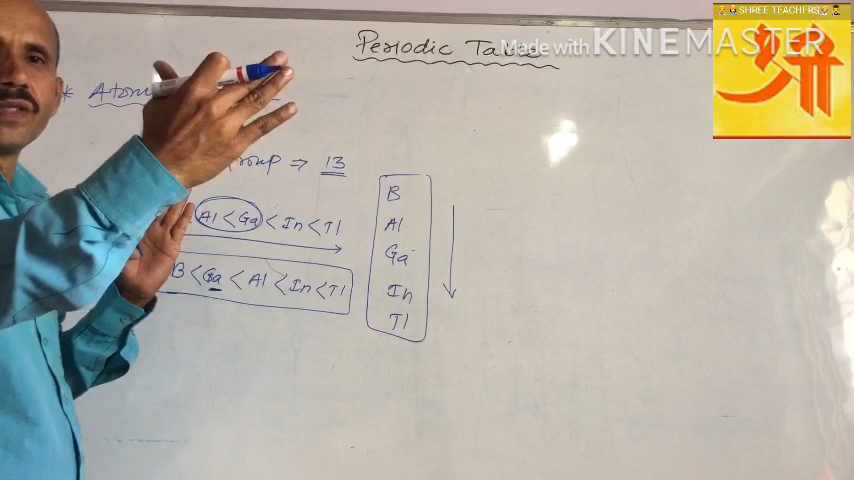 SHREE TEACHERS
Made with KINEMASTER
श्री
Periodic Table
* Atom
roup ⇒ 13
Al < Ga < In < Tl
B < Ga < Al < In < Tl
B
Al
Ga
In
Tl